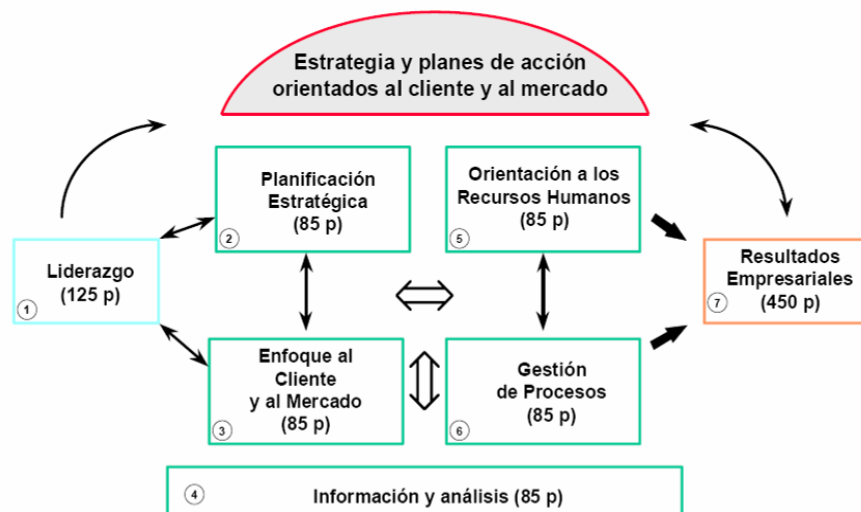 Estrategia y planes de acción
orientados al cliente y al mercado
Liderazgo
(125 p)
1
Planificación
Estratégica
(85 p)
2
Enfoque al
Cliente
y al Mercado
(85 p)
3
Orientación a los
Recursos Humanos
(85 p)
5
Gestión
de Procesos
(85 p)
6
Resultados
Empresariales
(450 p)
7
4
Información y análisis (85 p)